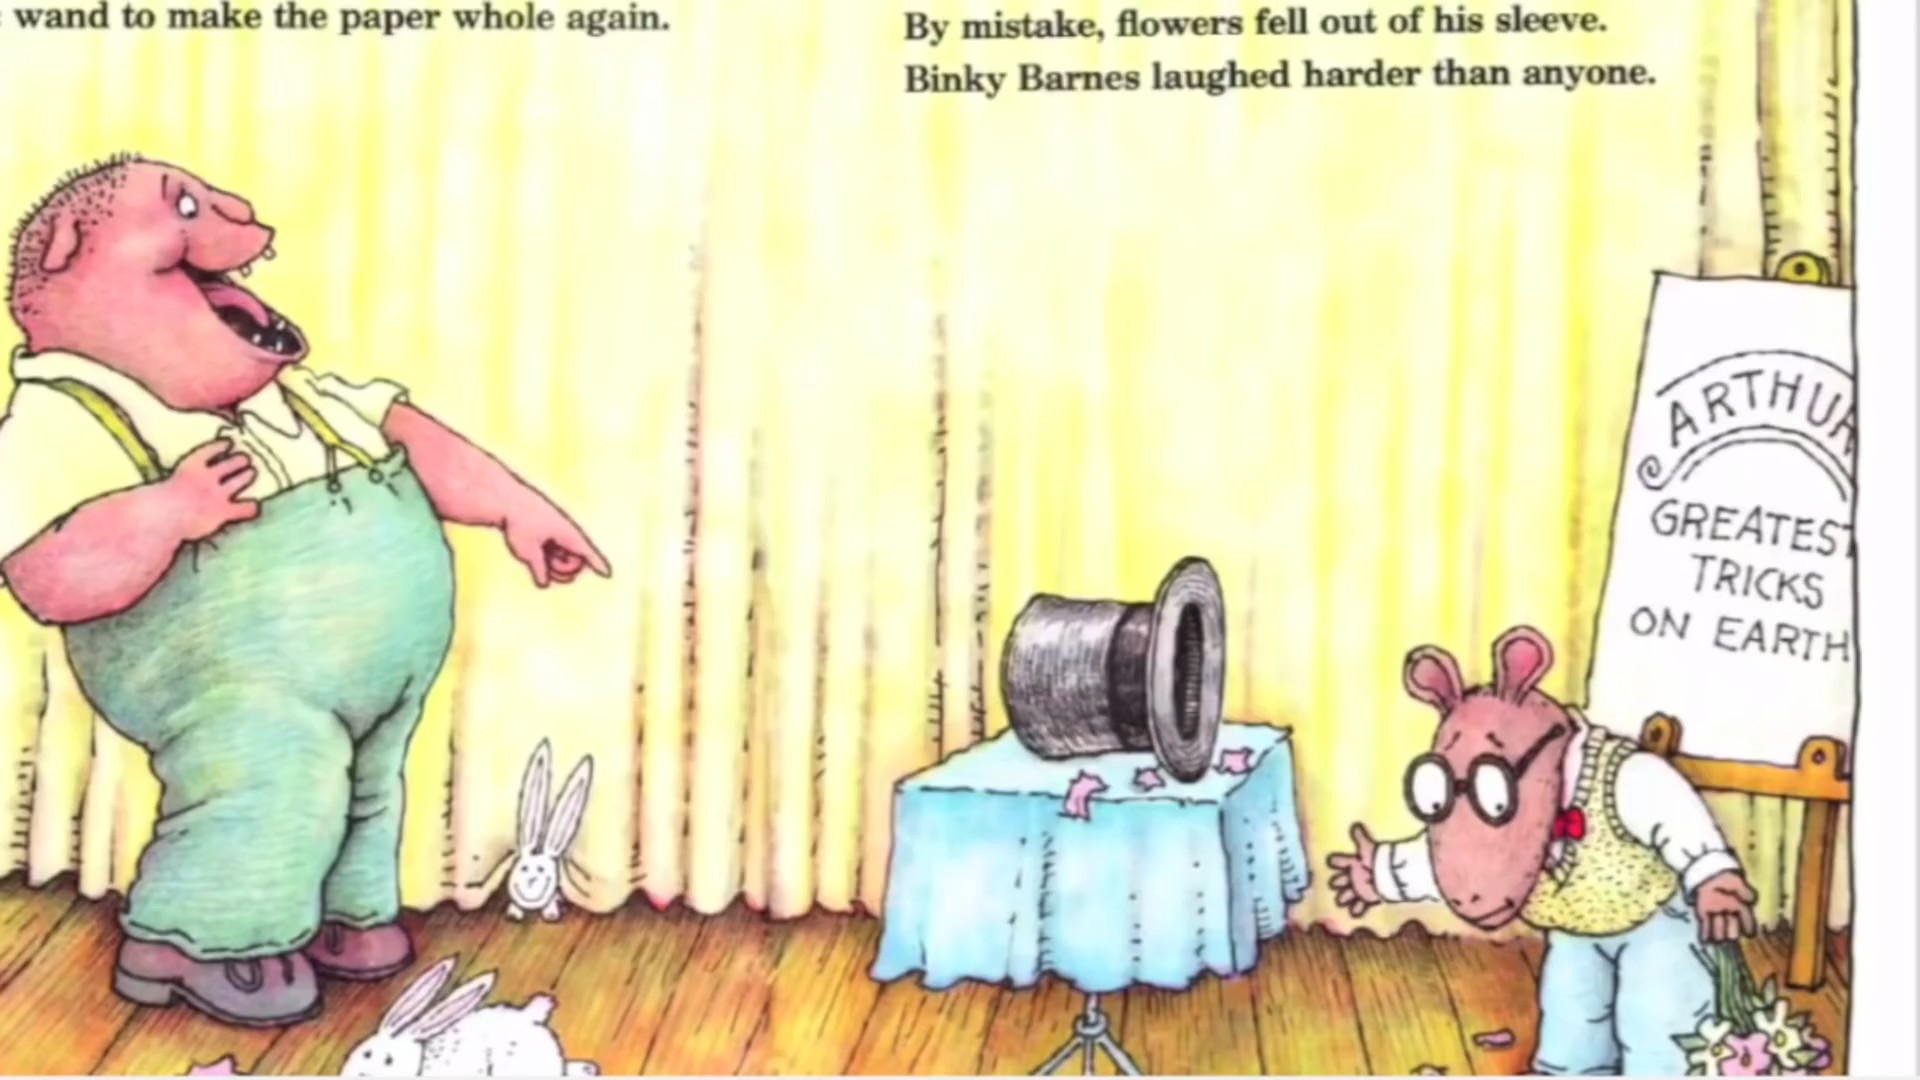 wand to make the paper whole again.
By mistake, flowers fell out of his sleeve.
Binky Barnes laughed harder than anyone.
ARTHUR
GREATEST
TRICKS
ON EARTH